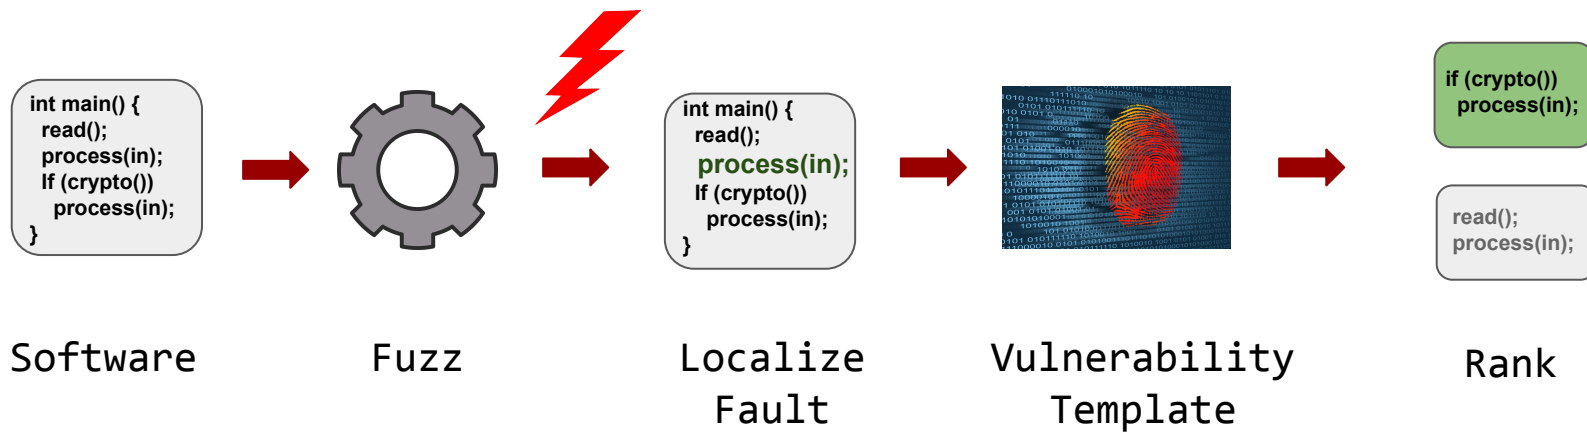 int main() {
read();
process(in);
If (crypto())
process(in);
}
int main() {
read();
process(in);
If (crypto())
process(in);
}
if (crypto())
process(in);
read();
process(in);
Software
Fuzz
Localize
Fault
Vulnerability
Template
Rank